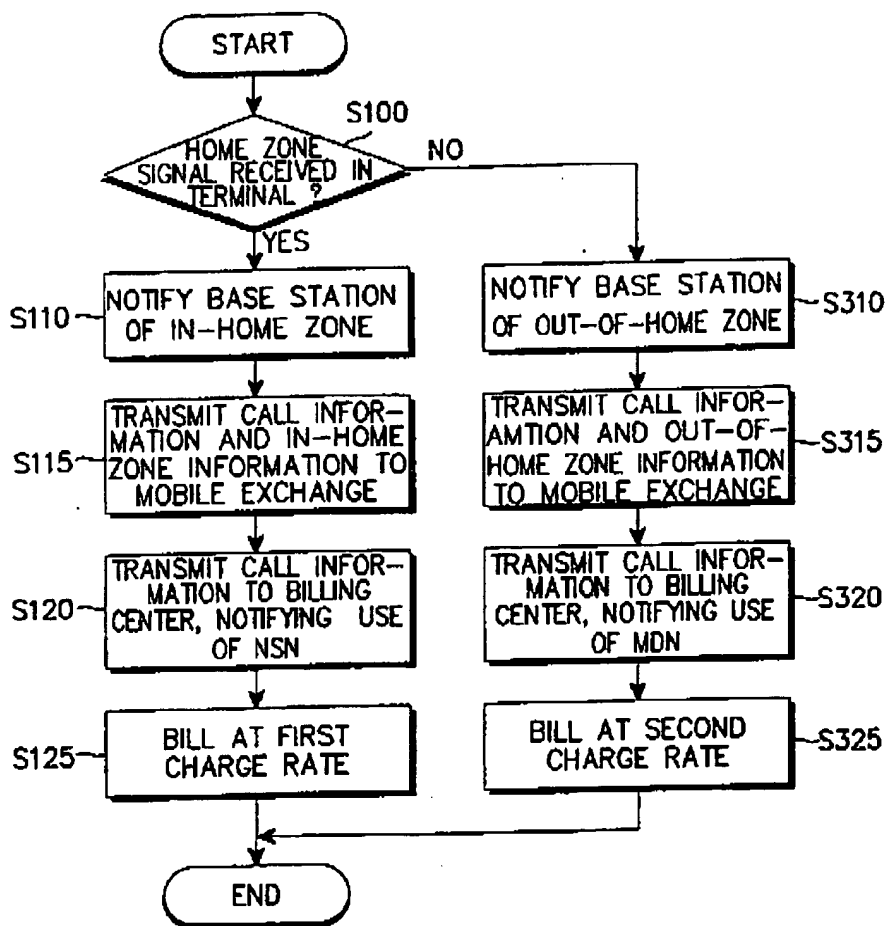 START
S100
HOME ZONE
SIGNAL RECEIVED IN
TERMINAL ?
NO
YES
S110
NOTIFY BASE STATION
OF IN-HOME ZONE
NOTIFY BASE STATION
OF OUT-OF-HOME ZONE
S310
S115
TRANSMIT CALL INFOR-
MATION AND IN-HOME
ZONE INFORMATION TO
MOBILE EXCHANGE
TRANSMIT CALL INFOR-
AMTION AND OUT-OF-
HOME ZONE INFORMATION
TO MOBILE EXCHANGE
S315
S120
TRANSMIT CALL INFOR-
MATION TO BILLING
CENTER, NOTIFYING USE
OF NSN
TRANSMIT CALL INFOR-
MATION TO BILLING
CENTER, NOTIFYING USE
OF MDN
S320
S125
BILL AT FIRST
CHARGE RATE
BILL AT SECOND
CHARGE RATE
S325
END